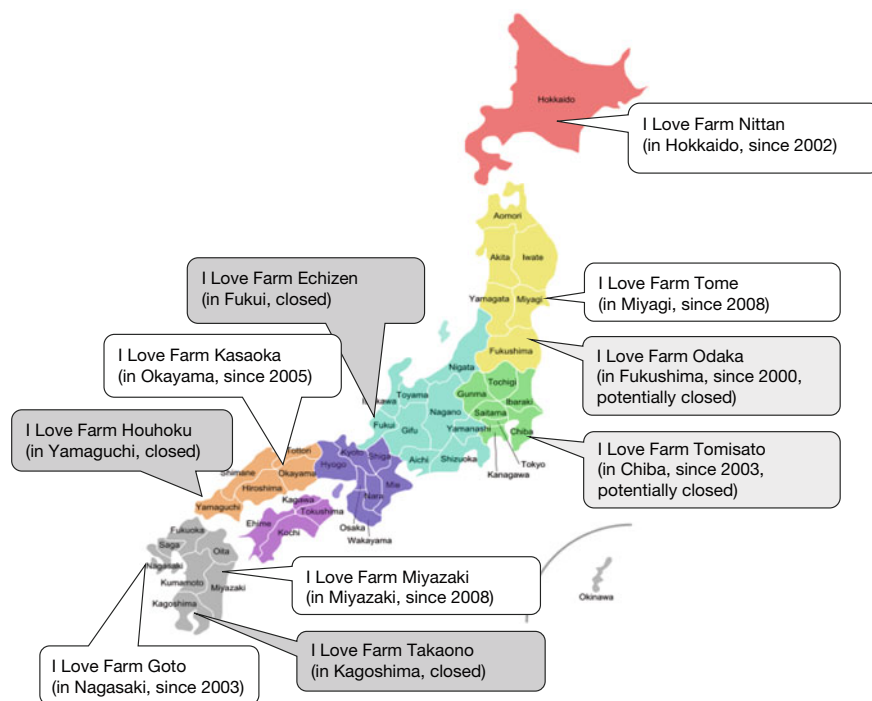 Hokkaido
I Love Farm Nittan
(in Hokkaido, since 2002)
Aomori
Akita
Iwate
I Love Farm Echizen
(in Fukui, closed)
I Love Farm Tome
(in Miyagi, since 2008)
Yamagata
Miyagi
I Love Farm Kasaoka
(in Okayama, since 2005)
Fukushima
I Love Farm Odaka
(in Fukushima, since 2000,
potentially closed)
Nigata
Tochigi
Toyama
Gunma
Ibaraki
Nagano
Saitama
I Love Farm Houhoku
(in Yamaguchi, closed)
Fukui
Gifu
Yamanashi
Chiba
I Love Farm Tomisato
(in Chiba, since 2003,
potentially closed)
Tottori
Kyoto
Shiga
Aichi
Shizuoka
Tokyo
Kanagawa
Shimane
Okayama
Hyogo
Hiroshima
Mie
Yamaguchi
Kagawa
Nara
Tokushima
Ehime
Kochi
Osaka
Wakayama
Fukuoka
Saga
Oita
Nagasaki
Kumamoto
Miyazaki
I Love Farm Miyazaki
(in Miyazaki, since 2008)
Okinawa
Kagoshima
I Love Farm Takaono
(in Kagoshima, closed)
I Love Farm Goto
(in Nagasaki, since 2003)